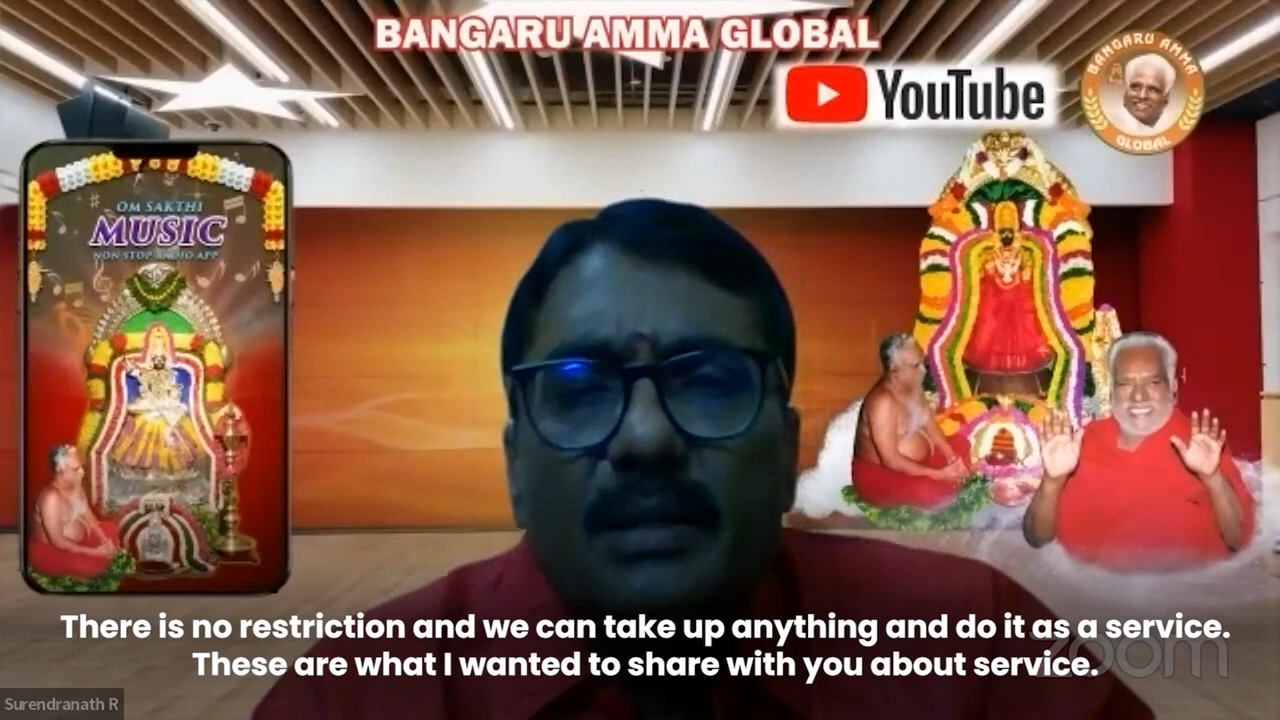 BANGARU AMMA GLOBAL
YouTube
BANGARU AMMA
GLOBAL
OM SAKTHI
MUSIC
NON STOP RADIO APP
There is no restriction and we can take up anything and do it as a service.
These are what I wanted to share with you about service.
zoom
Surendranath R